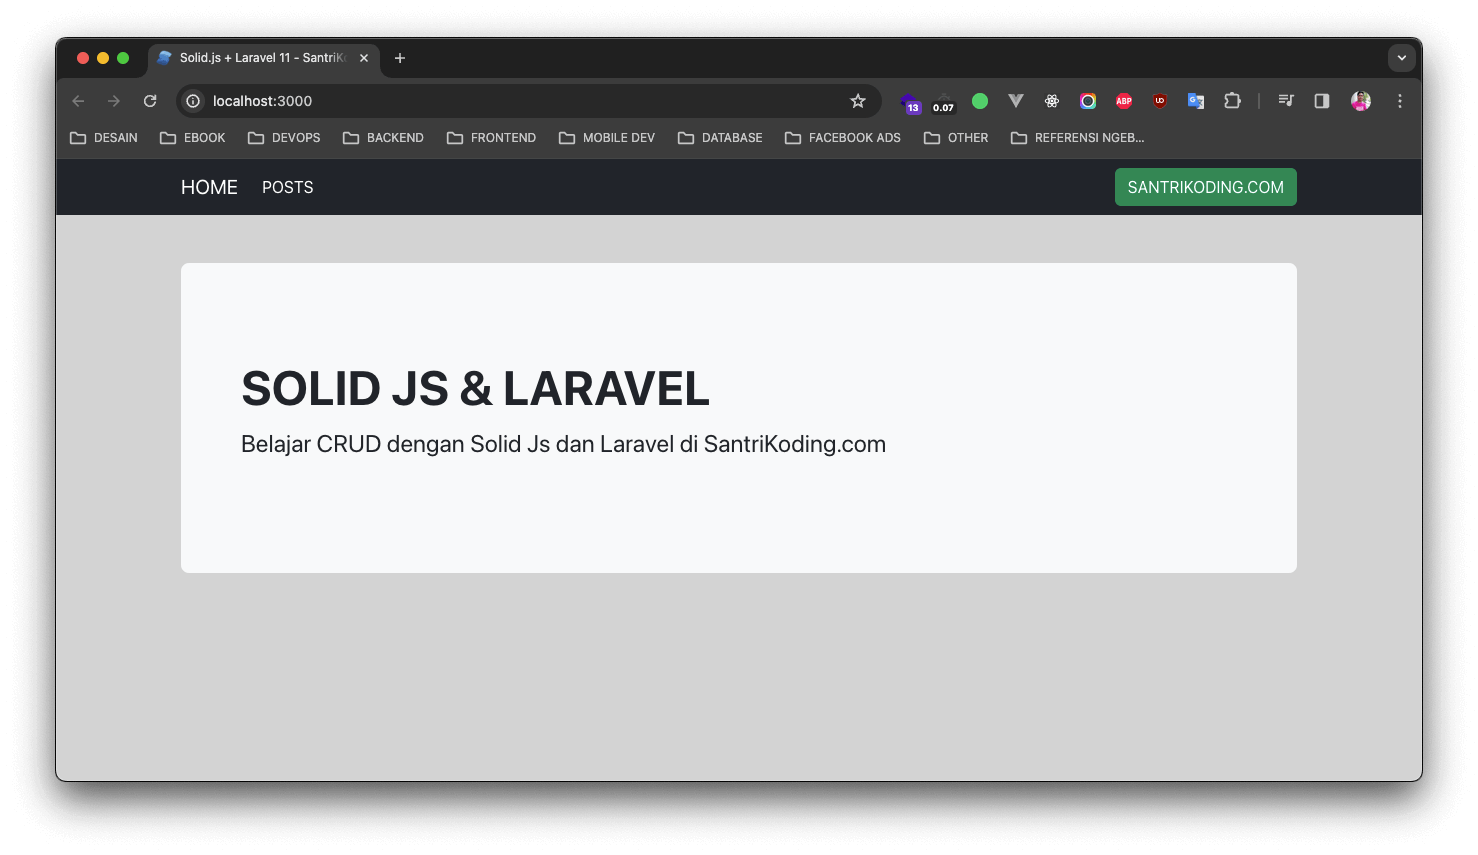 Solid.js + Laravel 11 - SantriK
localhost:3000
13
0.07
ABP
DESAIN
EBOOK
DEVOPS
BACKEND
FRONTEND
MOBILE DEV
DATABASE
FACEBOOK ADS
OTHER
REFERENSI NGEB...
HOME
POSTS
SANTRIKODING.COM
SOLID JS & LARAVEL
Belajar CRUD dengan Solid Js dan Laravel di SantriKoding.com